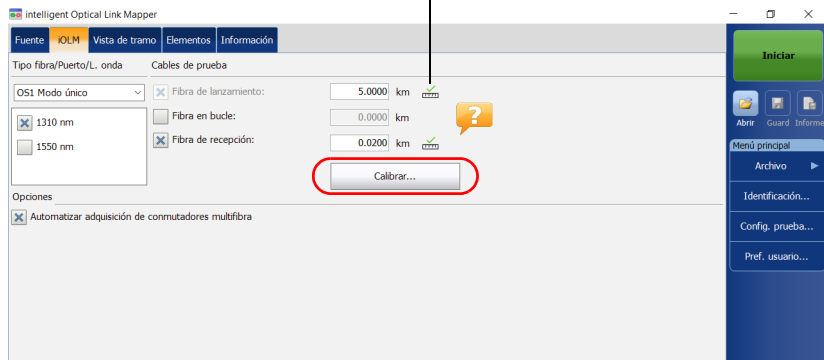 intelligent Optical Link Mapper
Fuente iOLM Vista de tramo Elementos Información
Tipo fibra/Puerto/L. onda Cables de prueba
OS1 Modo único
Fibra de lanzamiento: 5.0000 km
1310 nm
Fibra en bucle: 0.0000 km
1550 nm
Fibra de recepción: 0.0200 km
Calibrar...
Opciones
Automatizar adquisición de conmutadores multifibra
Iniciar
Abrir Guard Informe
Menú principal
Archivo
Identificación...
Config. prueba...
Pref. usuario...